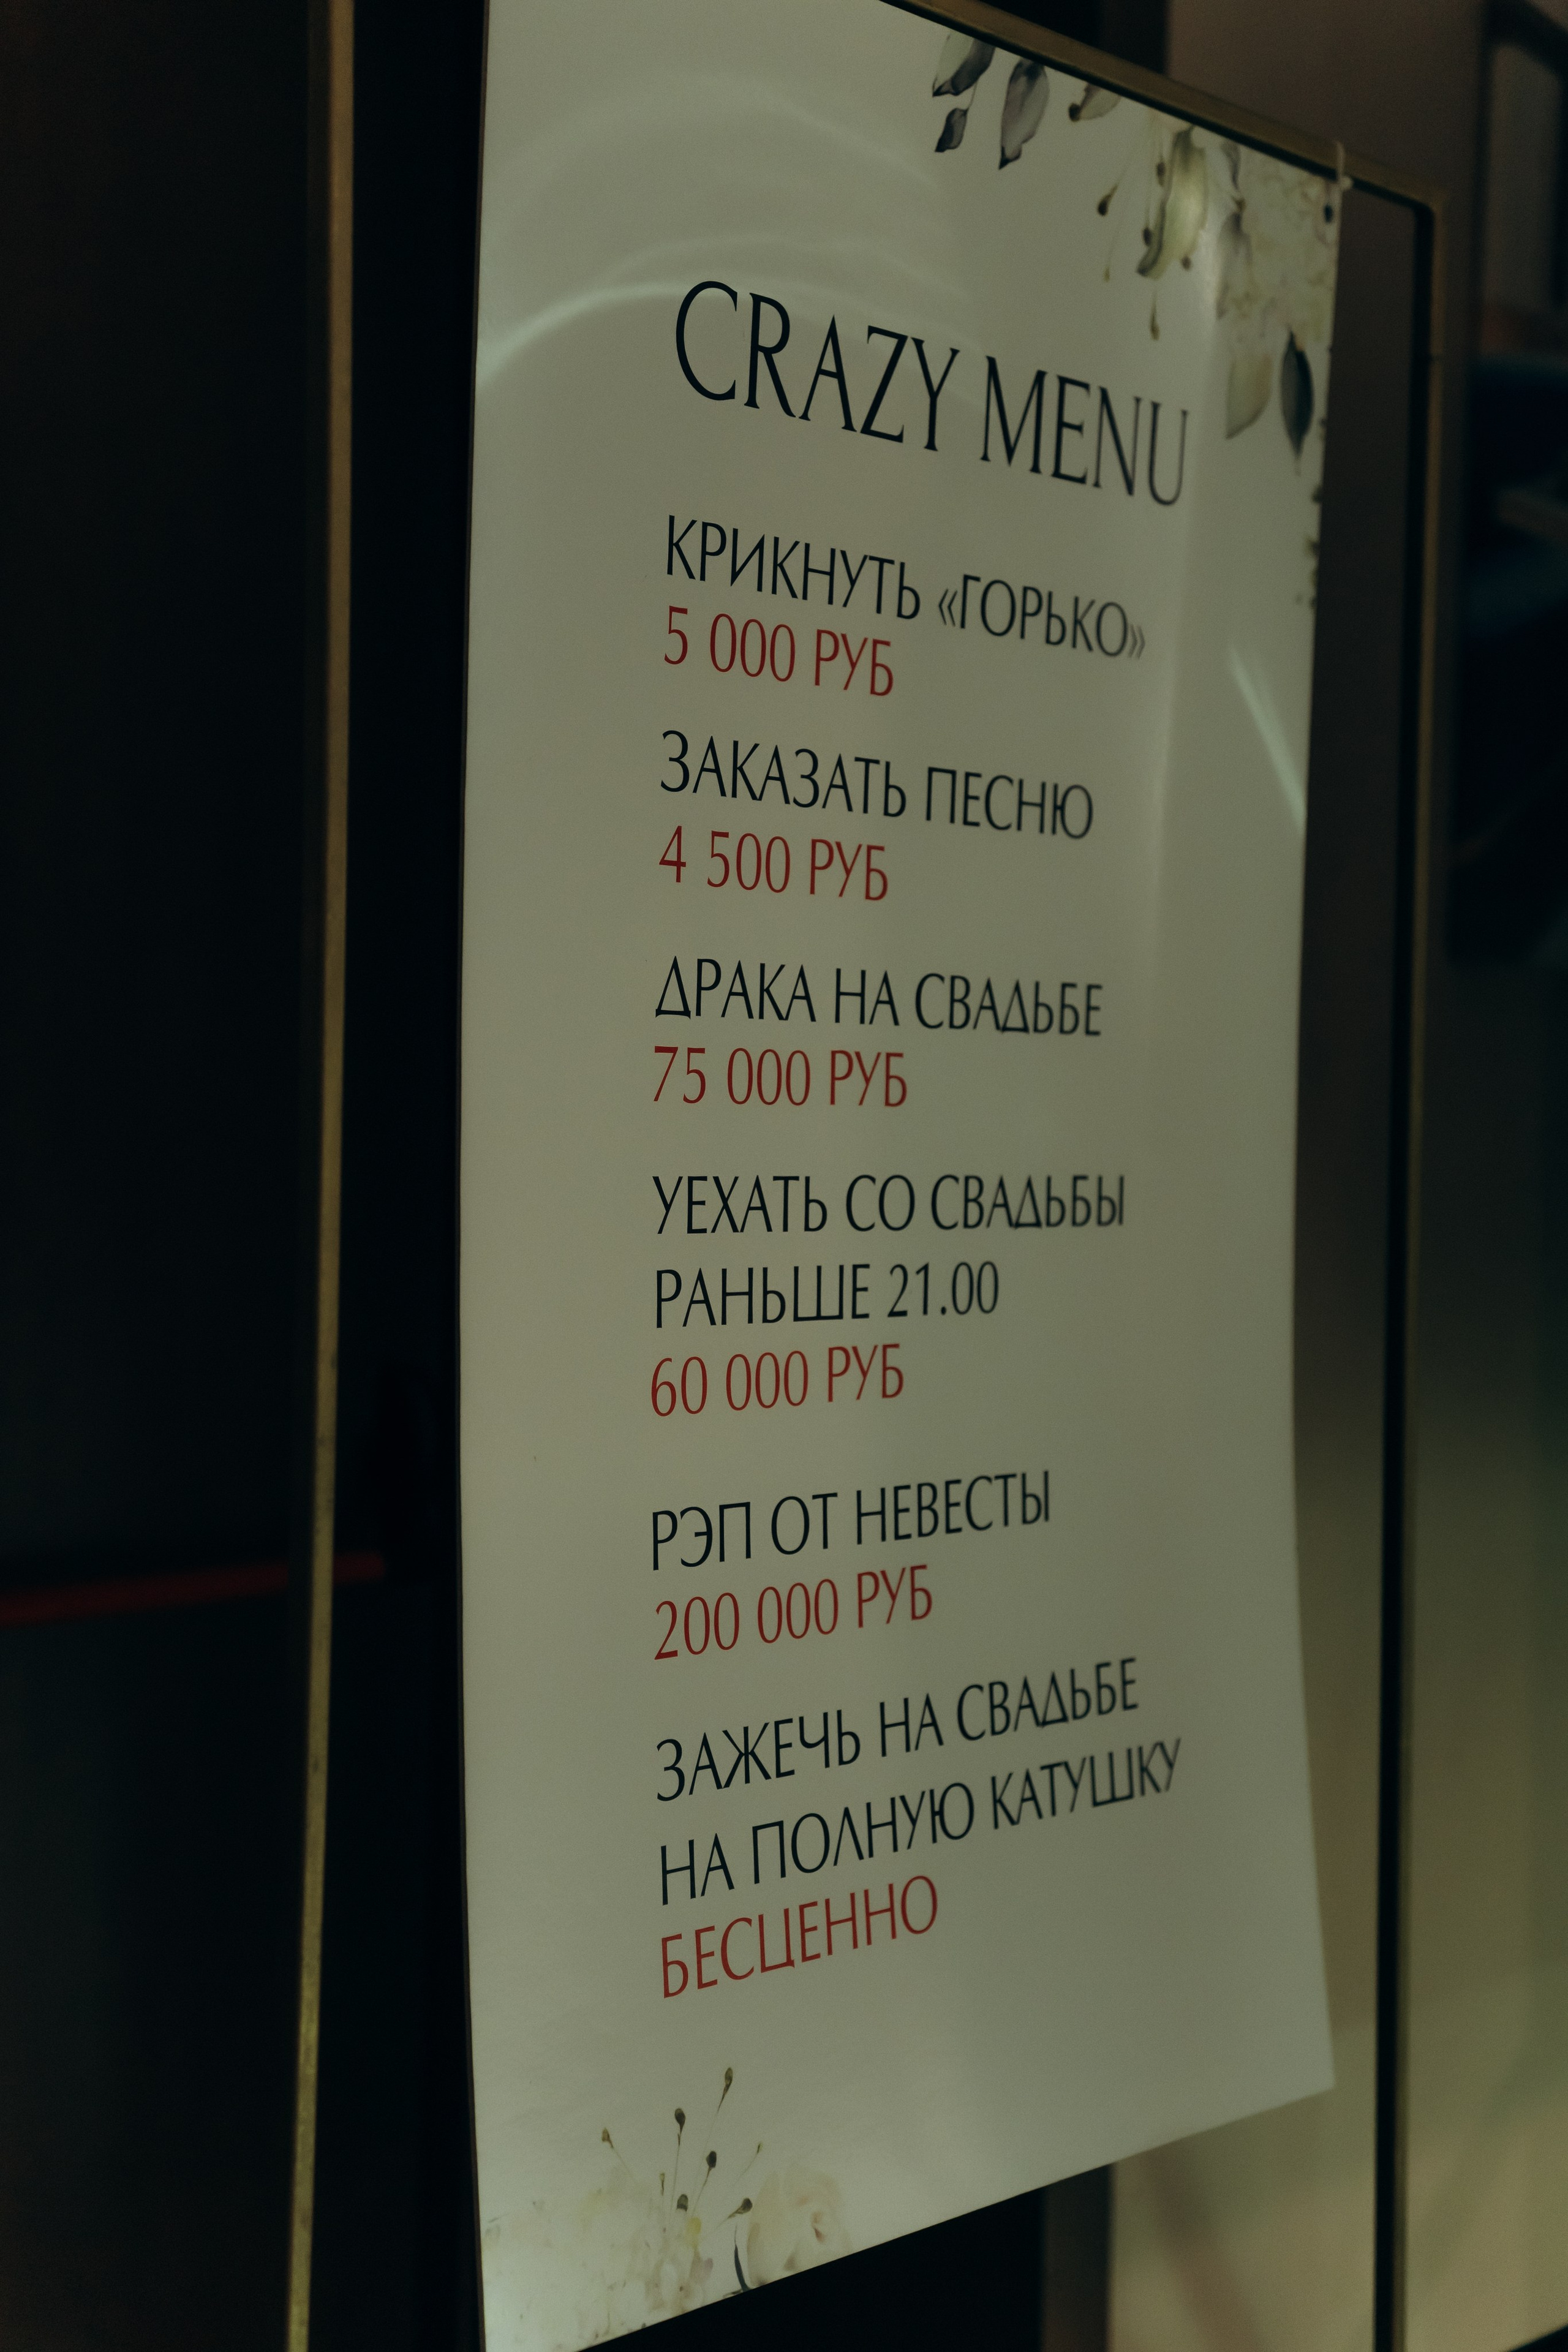 CRAZY MENU
КРИКНУТЬ «ГОРЬКО»
5 000 РУБ
ЗАКАЗАТЬ ПЕСНЮ
4 500 РУБ
ДРАКА НА СВАДЬБЕ
75 000 РУБ
УЕХАТЬ СО СВАДЬБЫ
РАНЬШЕ 21.00
60 000 РУБ
РЭП ОТ НЕВЕСТЫ
200 000 РУБ
ЗАЖЕЧЬ НА СВАДЬБЕ
НА ПОЛНУЮ КАТУШКУ
БЕСЦЕННО